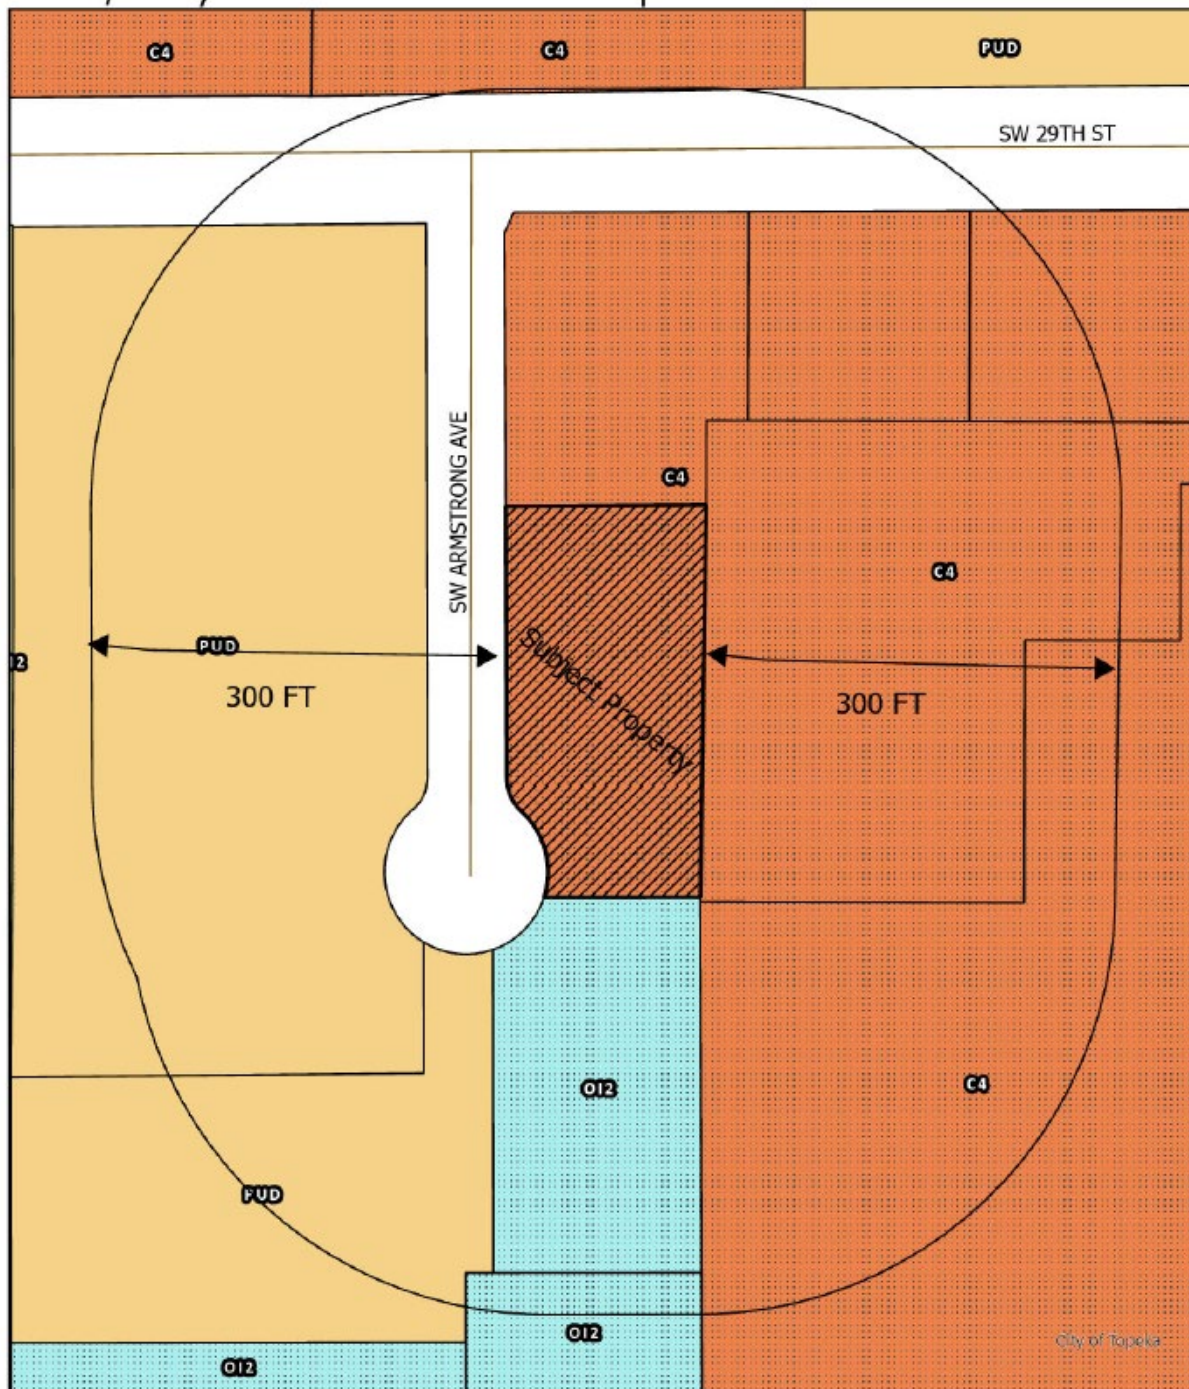 C4
C4
PUD
SW 29TH ST
SW ARMSTRONG AVE
C4
C4
PUD
300 FT
Subject Property
300 FT
C4
OI2
PUD
OI2
OI2
City of Topeka